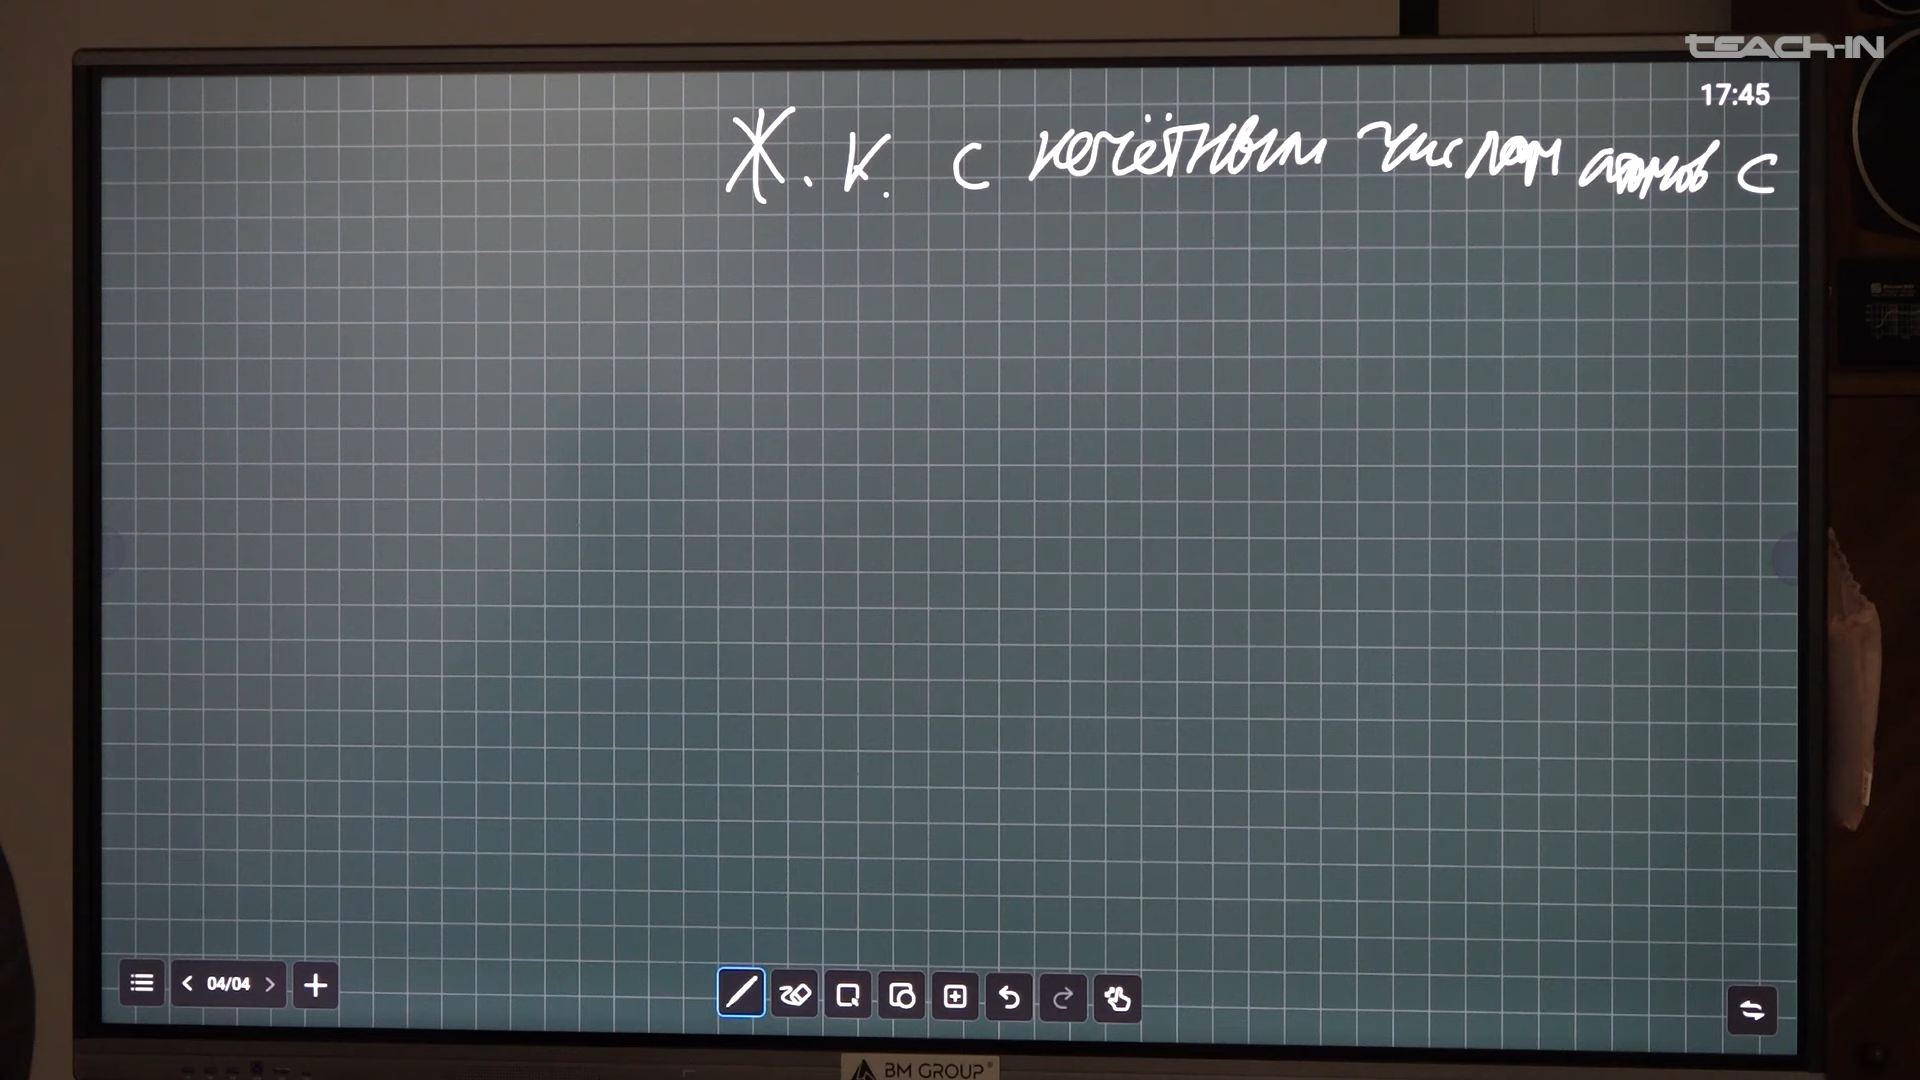 TEACH-IN
17:45
Ж. К. с нечётным числом атомов С
04/04
BM GROUP